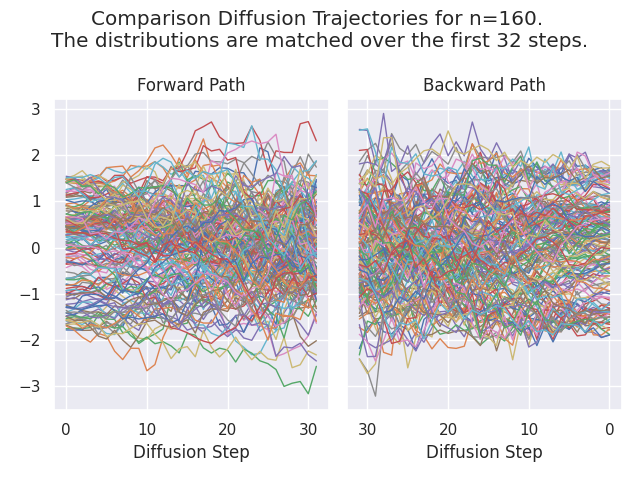 Comparison Diffusion Trajectories for n=160.
The distributions are matched over the first 32 steps.
Forward Path
Backward Path
3
2
1
0
−1
−2
−3
0 10 20 30
30 20 10 0
Diffusion Step
Diffusion Step